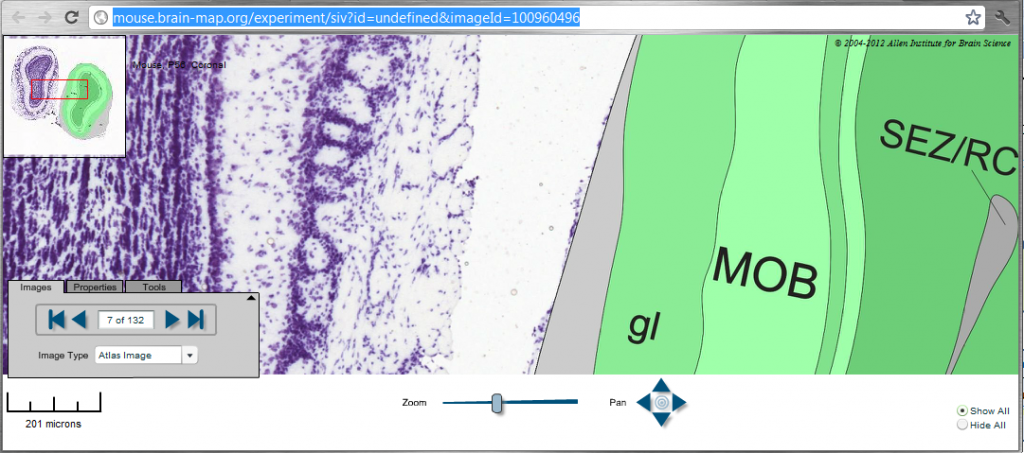 mouse.brain-map.org/experiment/siv?id=undefined&imageId=100960496
© 2004-2012 Allen Institute for Brain Science
Mouse, P56, Coronal
SEZ/RC
MOB
gl
Images Properties Tools
7 of 132
Image Type Atlas Image
Zoom Pan
201 microns
Show All
Hide All